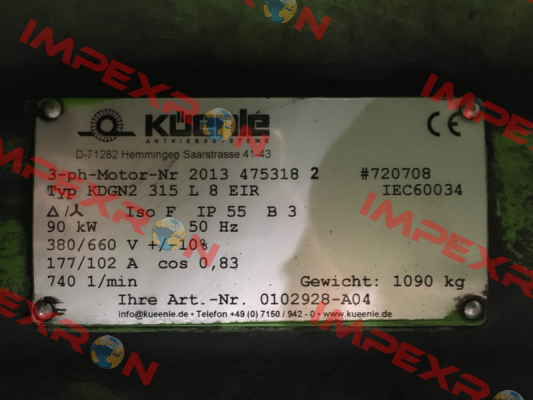 IMPEXRON
IMPEXRON
KÜENLE
ANTRIEBSSYSTEME
CE
D-71282 Hemmingen Saarstrasse 41-43
3-ph-Motor-Nr 2013 475318 2 #720708
Typ KDGN2 315 L 8 EIR IEC60034
△/⅄ Iso F IP 55 B 3
90 kW 50 Hz
380/660 V +/- 10%
177/102 A cos 0,83
740 1/min Gewicht: 1090 kg
Ihre Art.-Nr. 0102928-A04
info@kueenle.de • Telefon +49 (0) 7150 / 942 - 0 • www.kueenle.de
IMPEXRON
IMPEXRON